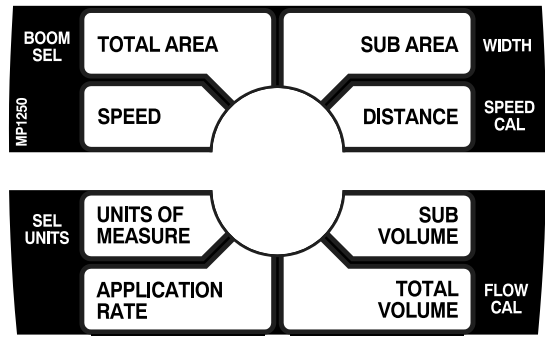 BOOM
SEL
TOTAL AREA
SUB AREA
WIDTH
MP1250
SPEED
DISTANCE
SPEED
CAL
SEL
UNITS
UNITS OF
MEASURE
SUB
VOLUME
APPLICATION
RATE
TOTAL
VOLUME
FLOW
CAL